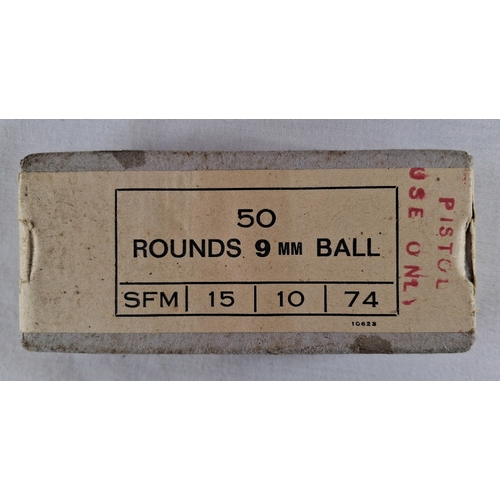 50
ROUNDS 9 MM BALL
SFM | 15 | 10 | 74
10623
PISTOL
USE ONLY